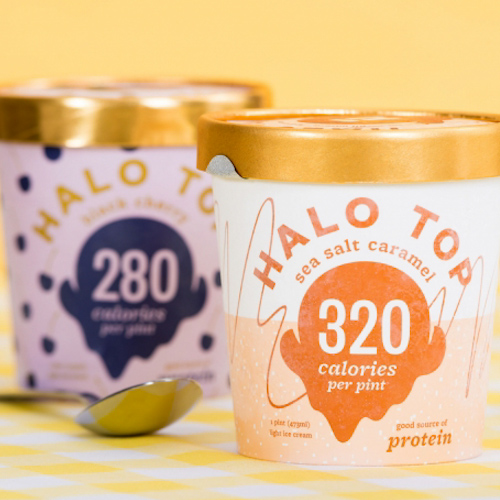 HALO TOP
black cherry
280
calories
per pint
HALO TOP
sea salt caramel
320
calories
per pint
1 pint (473ml)
light ice cream
good source of
protein